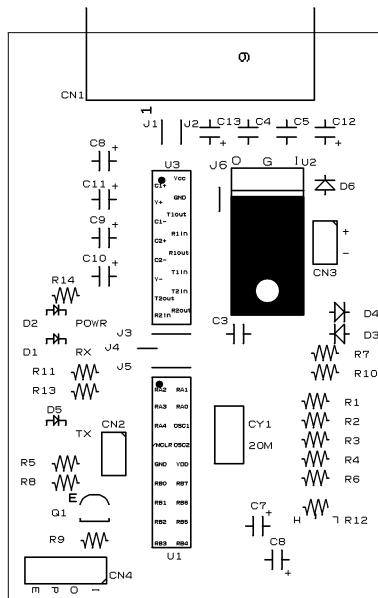 9
CN1
1
J1 J2 C13 C4 C5 C12
C8
U3 J6 O G I U2
C11
C1+ Vcc
Y+ GND
C1- T1out
C2+ R1in
C2- R1out
Y- T1in
T2out T2in
R2in R2out
D6
C9
+
-
CN3
C10
R14
D2 POWR
C3
D4
J3
D3
D1 RX
J4
R7
R11
J5
R10
R13
RA2 RA1
RA3 RA0
RA4 OSC1
/MCLR OSC2
GND VDD
RB0 RB7
RB1 RB6
RB2 RB5
RB3 RB4
R1
D5
CY1
R2
TX CN2
20M
R3
R5
R4
R8
R6
E
Q1
C7
H L R12
R9
U1
C8
CN4
E P O I